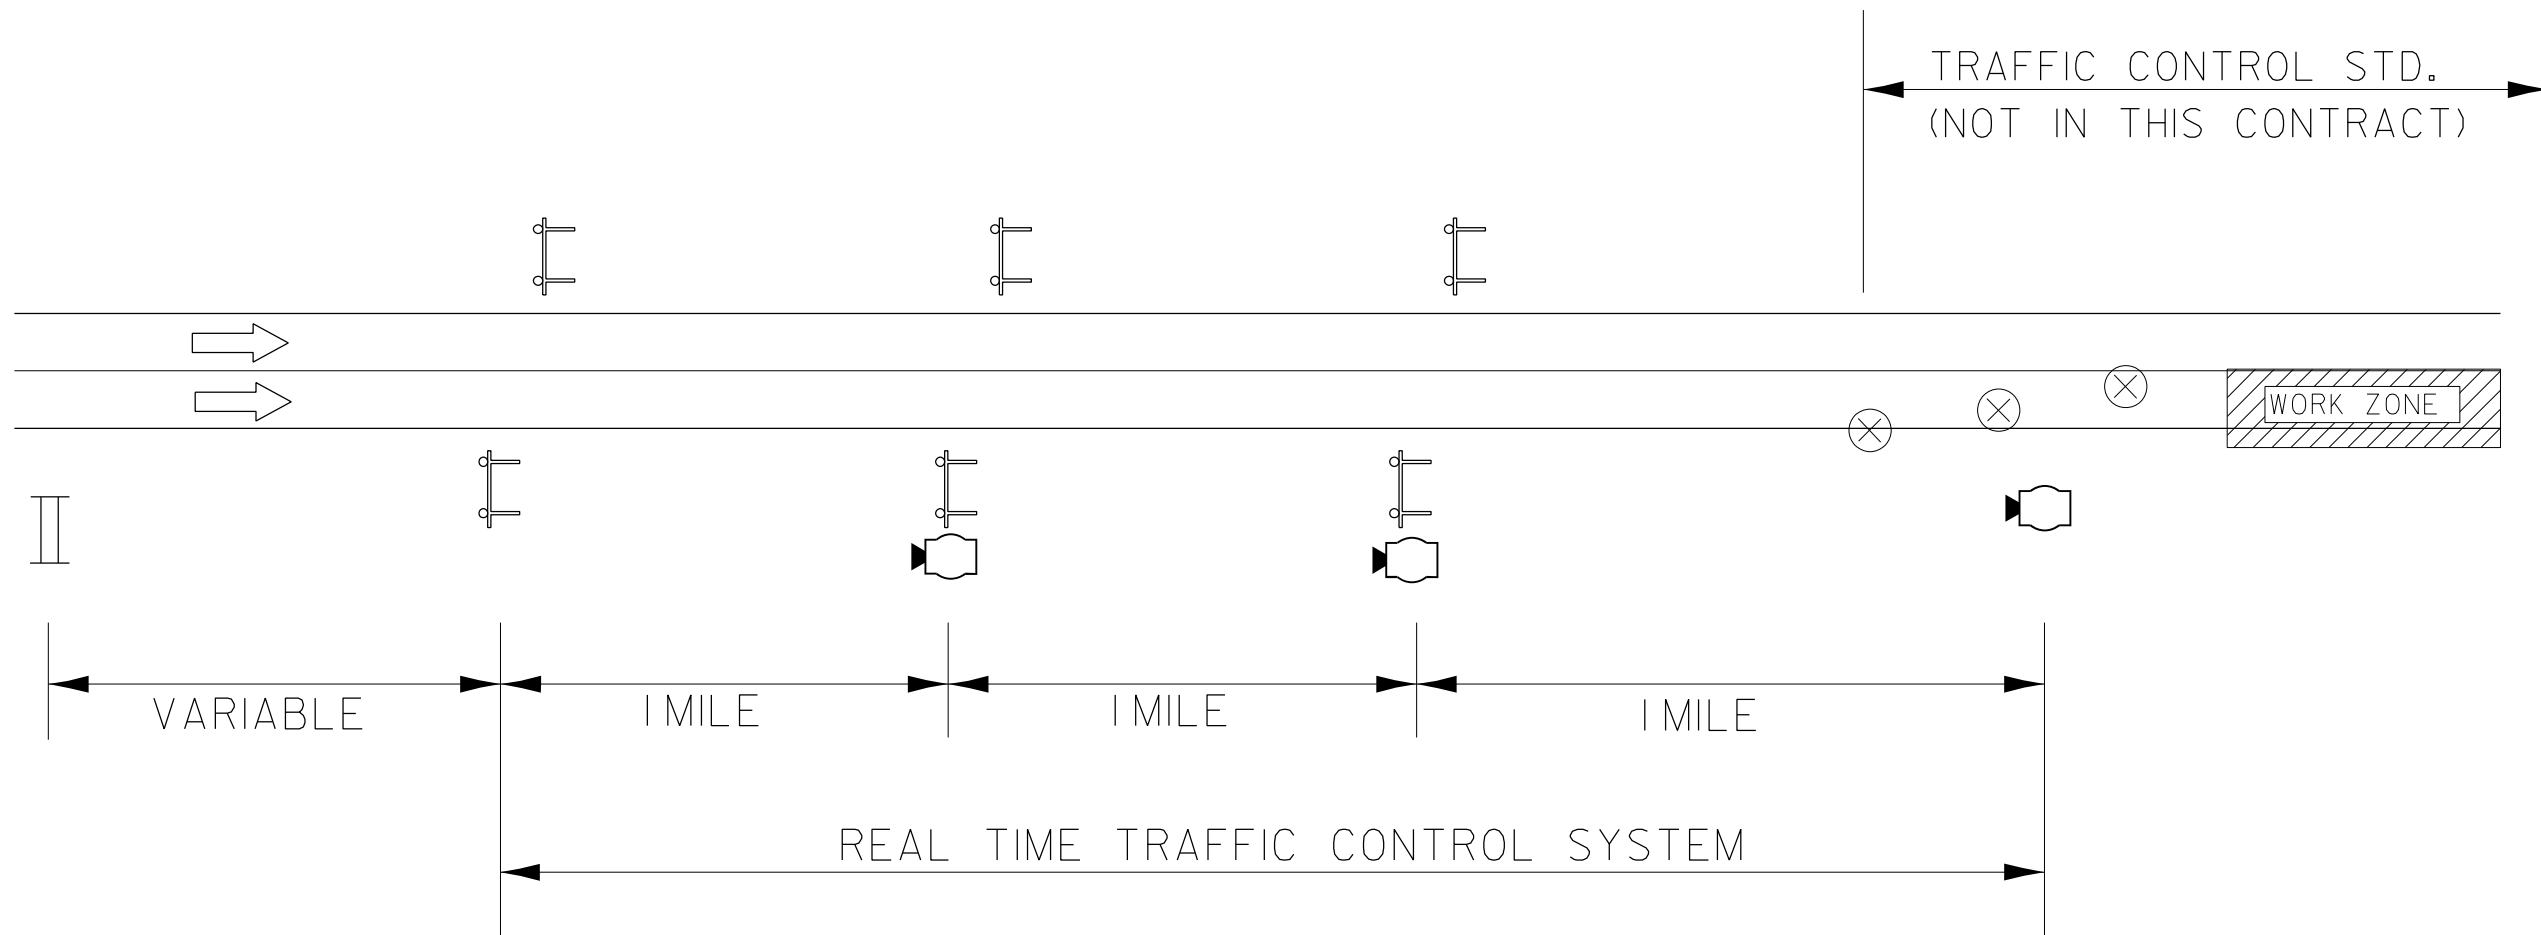 TRAFFIC CONTROL STD.
(NOT IN THIS CONTRACT)
WORK ZONE
VARIABLE
1 MILE
1 MILE
1 MILE
REAL TIME TRAFFIC CONTROL SYSTEM